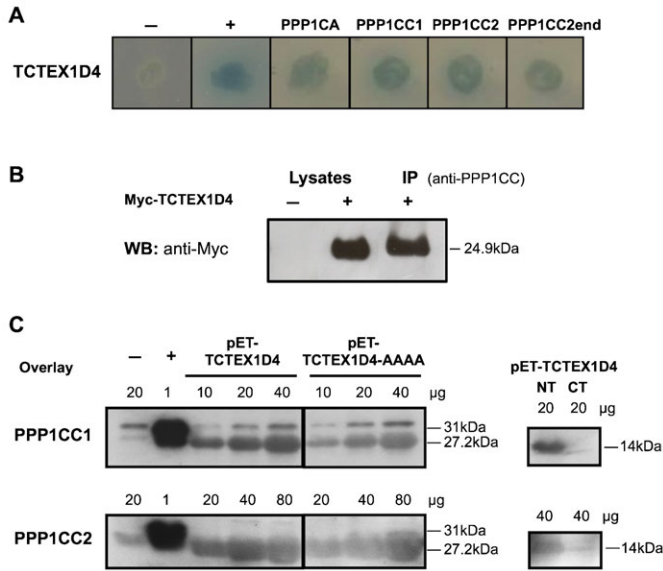 A
– + PPP1CA PPP1CC1 PPP1CC2 PPP1CC2end
TCTEX1D4
B
Lysates IP (anti-PPP1CC)
Myc-TCTEX1D4 – + +
WB: anti-Myc – 24.9kDa
C
Overlay – + pET-TCTEX1D4 pET-TCTEX1D4-AAAA pET-TCTEX1D4
NT CT
20 1 10 20 40 10 20 40 µg 20 20 µg
PPP1CC1 – 31kDa
– 27.2kDa – 14kDa
20 1 20 40 80 20 40 80 µg 40 40 µg
PPP1CC2 – 31kDa
– 27.2kDa – 14kDa